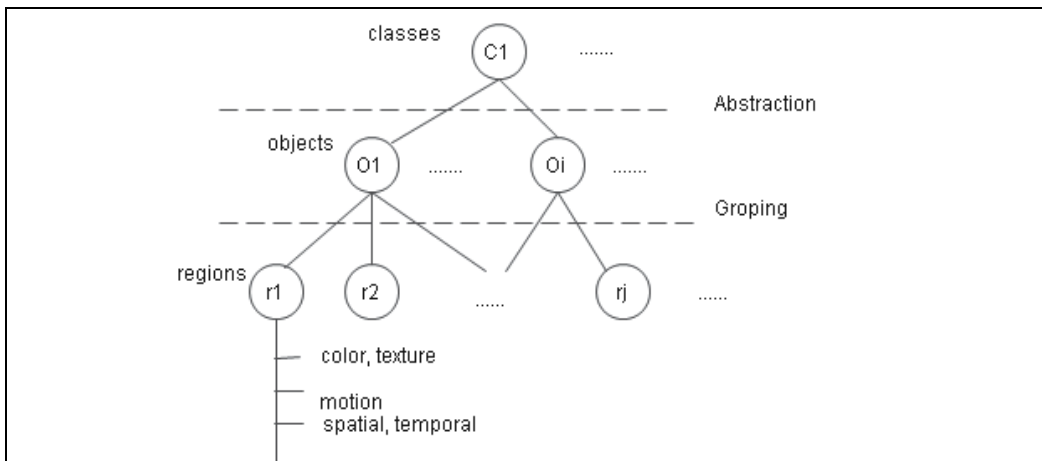 classes C1 .......
Abstraction
objects O1 ....... Oi .......
Groping
regions r1 r2 ...... rj ......
color, texture
motion
spatial, temporal